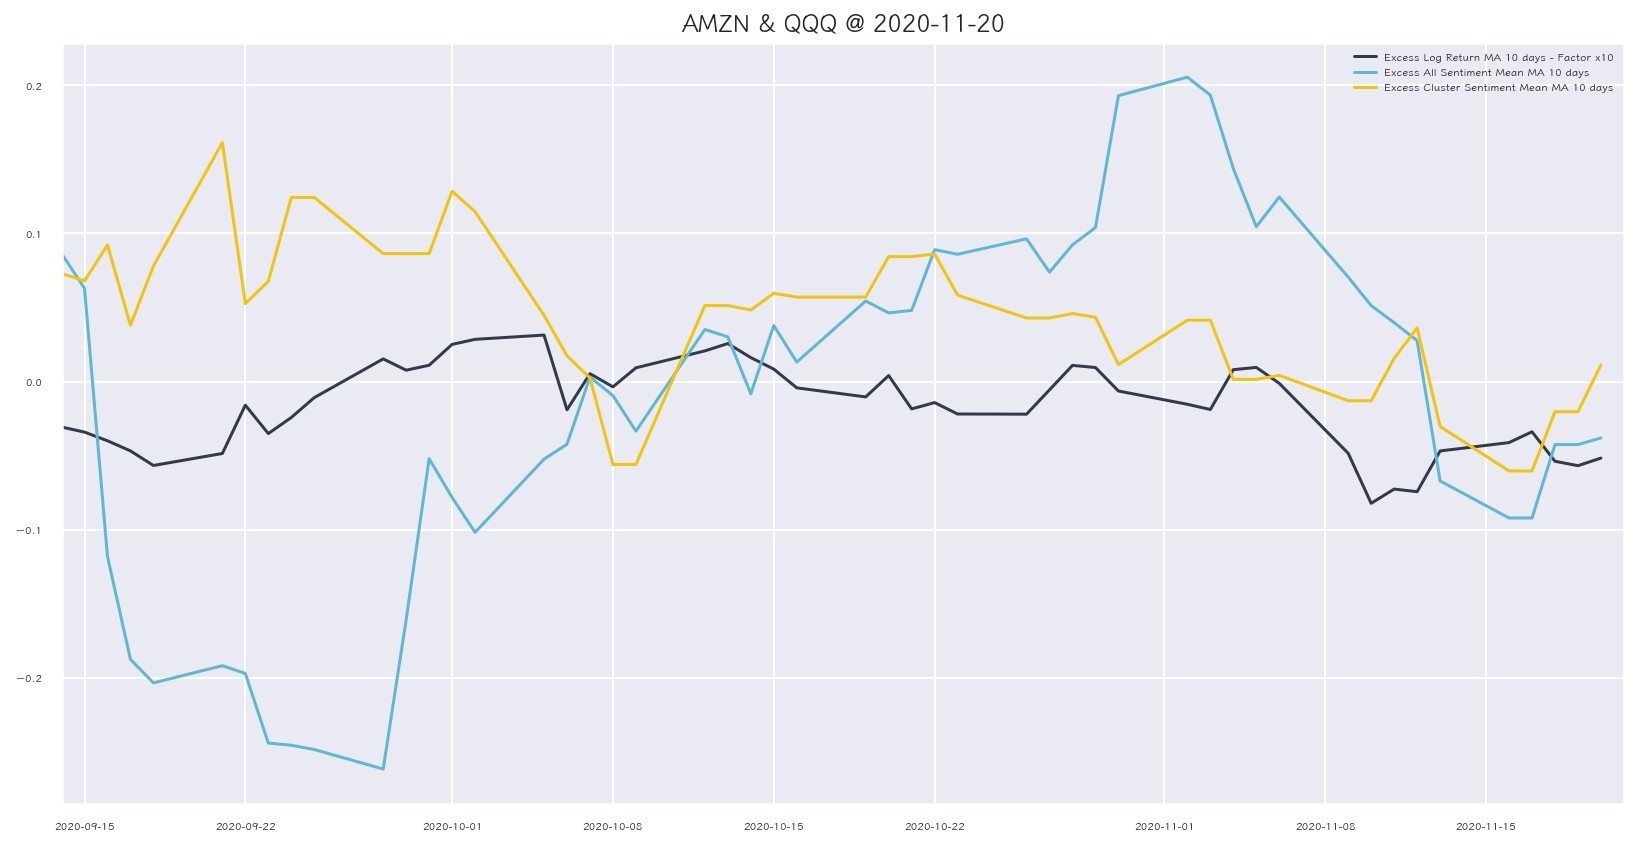 AMZN & QQQ @ 2020-11-20
Excess Log Return MA 10 days - Factor x10
Excess All Sentiment Mean MA 10 days
Excess Cluster Sentiment Mean MA 10 days
0.2
0.1
0.0
−0.1
−0.2
2020-09-15 2020-09-22 2020-10-01 2020-10-08 2020-10-15 2020-10-22 2020-11-01 2020-11-08 2020-11-15